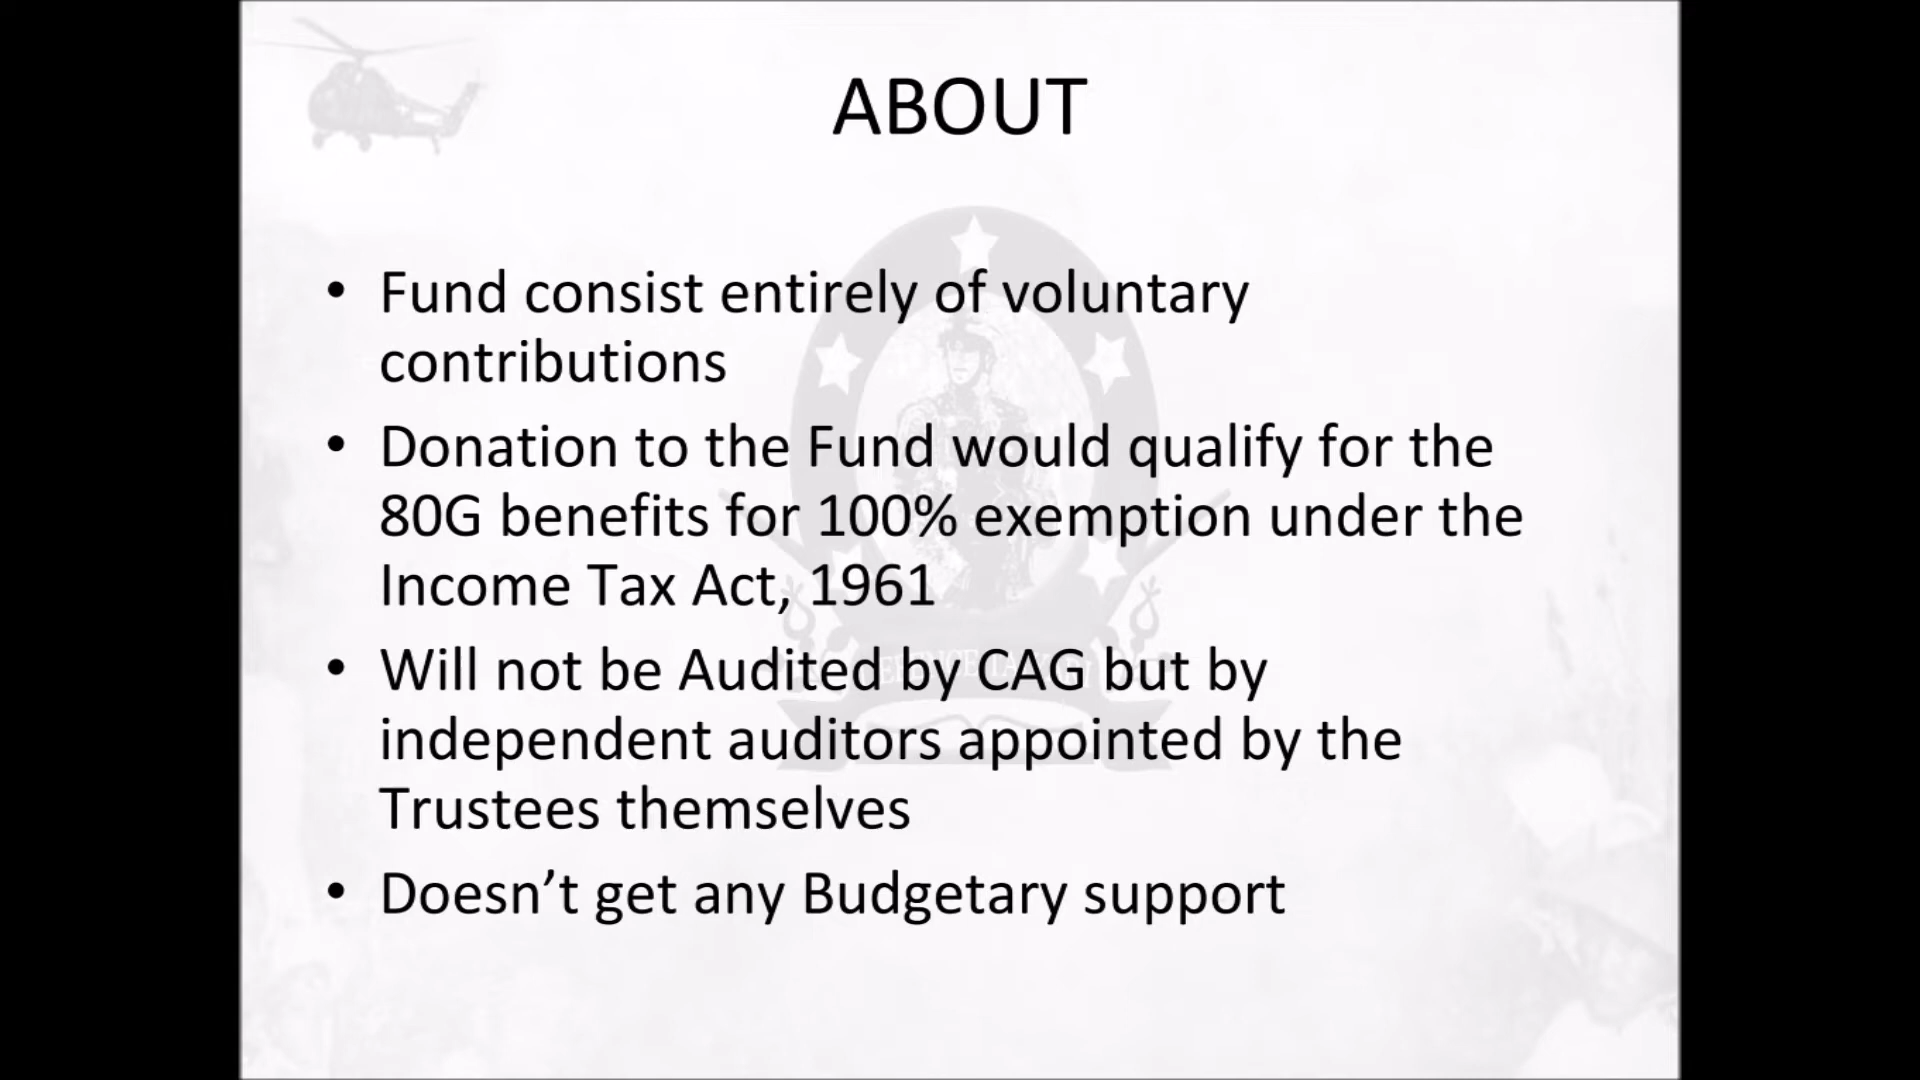 ABOUT
• Fund consist entirely of voluntary
contributions
• Donation to the Fund would qualify for the
80G benefits for 100% exemption under the
Income Tax Act, 1961
• Will not be Audited by CAG but by
independent auditors appointed by the
Trustees themselves
• Doesn’t get any Budgetary support